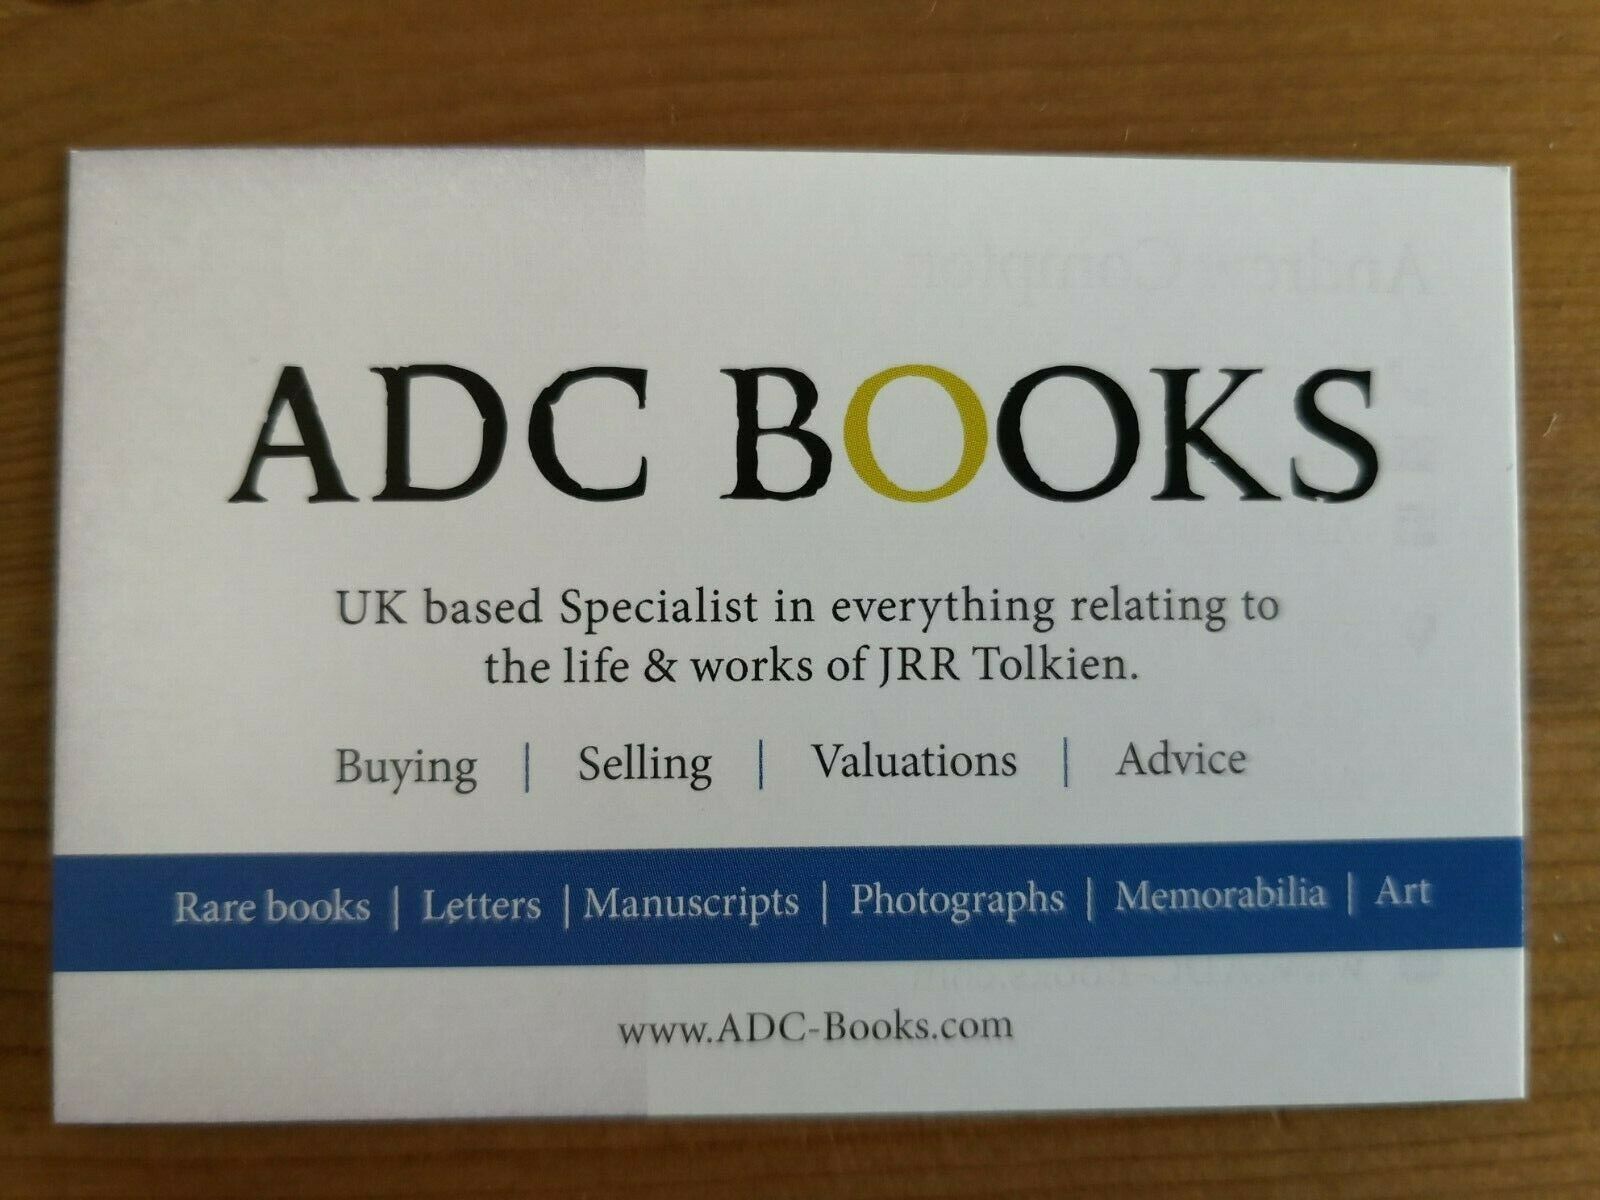 ADC BOOKS
UK based Specialist in everything relating to
the life & works of JRR Tolkien.
Buying | Selling | Valuations | Advice
Rare books | Letters | Manuscripts | Photographs | Memorabilia | Art
www.ADC-Books.com